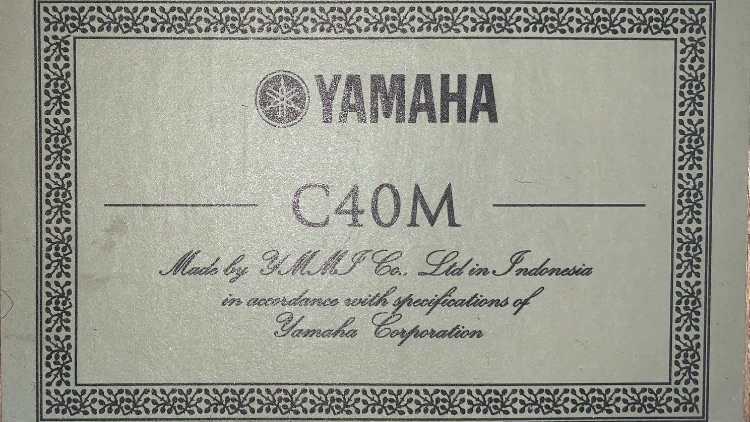 YAMAHA
C40M
Made by YMMI Co., Ltd in Indonesia
in accordance with specifications of
Yamaha Corporation